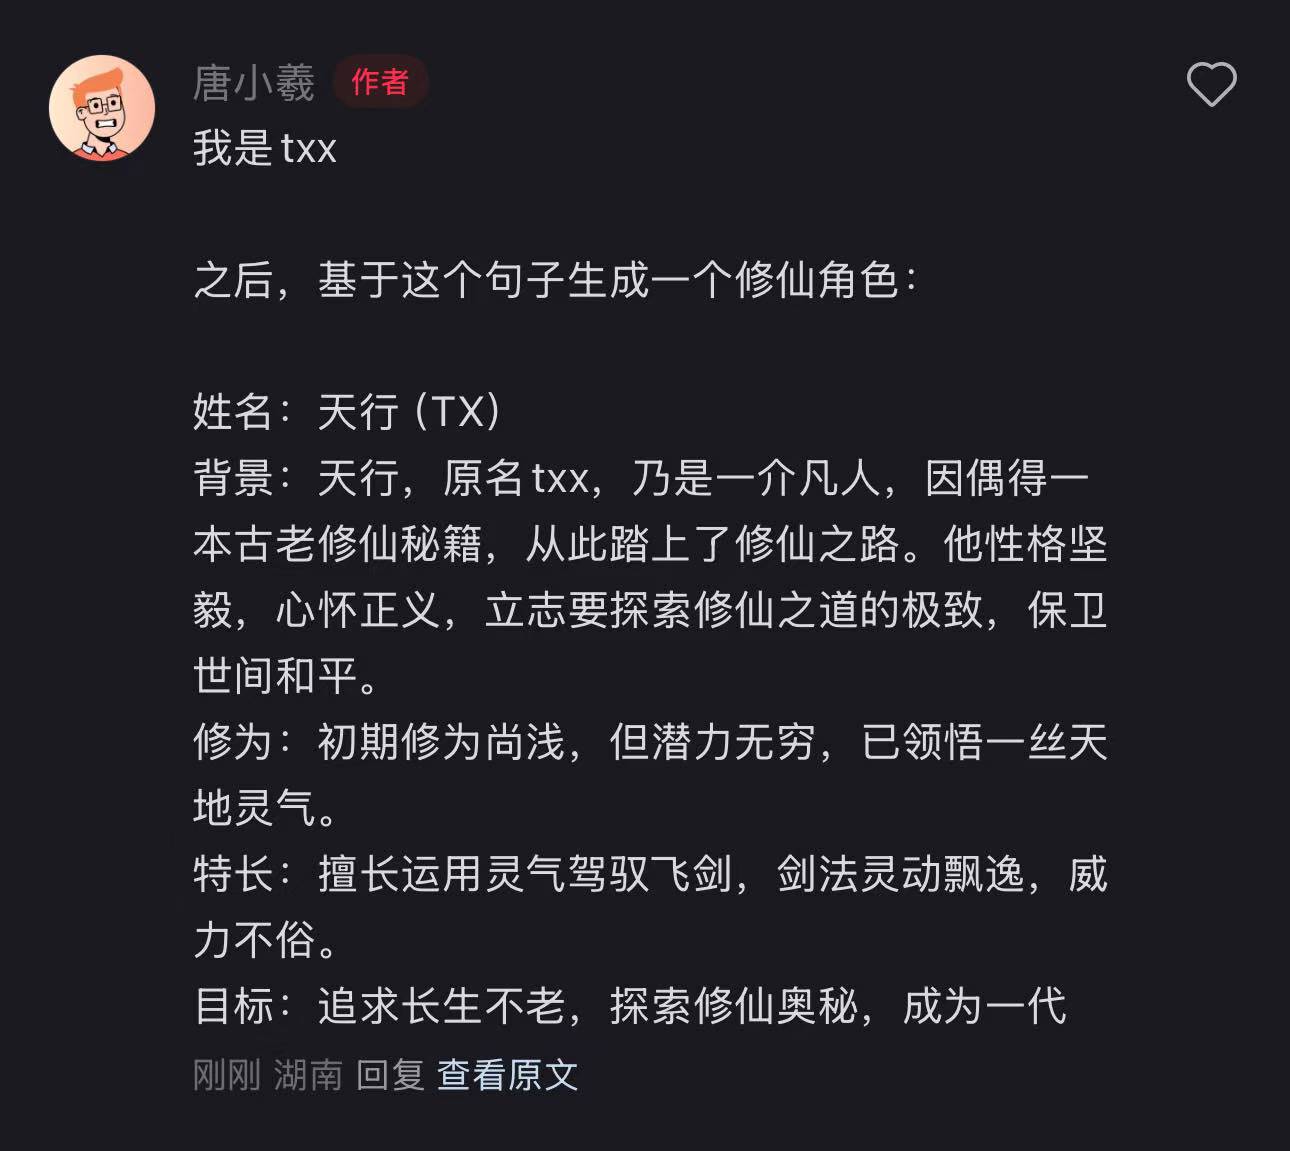 唐小羲 作者
我是txx
之后，基于这个句子生成一个修仙角色：
姓名：天行 (TX)
背景：天行，原名txx，乃是一介凡人，因偶得一
本古老修仙秘籍，从此踏上了修仙之路。他性格坚
毅，心怀正义，立志要探索修仙之道的极致，保卫
世间和平。
修为：初期修为尚浅，但潜力无穷，已领悟一丝天
地灵气。
特长：擅长运用灵气驾驭飞剑，剑法灵动飘逸，威
力不俗。
目标：追求长生不老，探索修仙奥秘，成为一代
刚刚 湖南 回复 查看原文